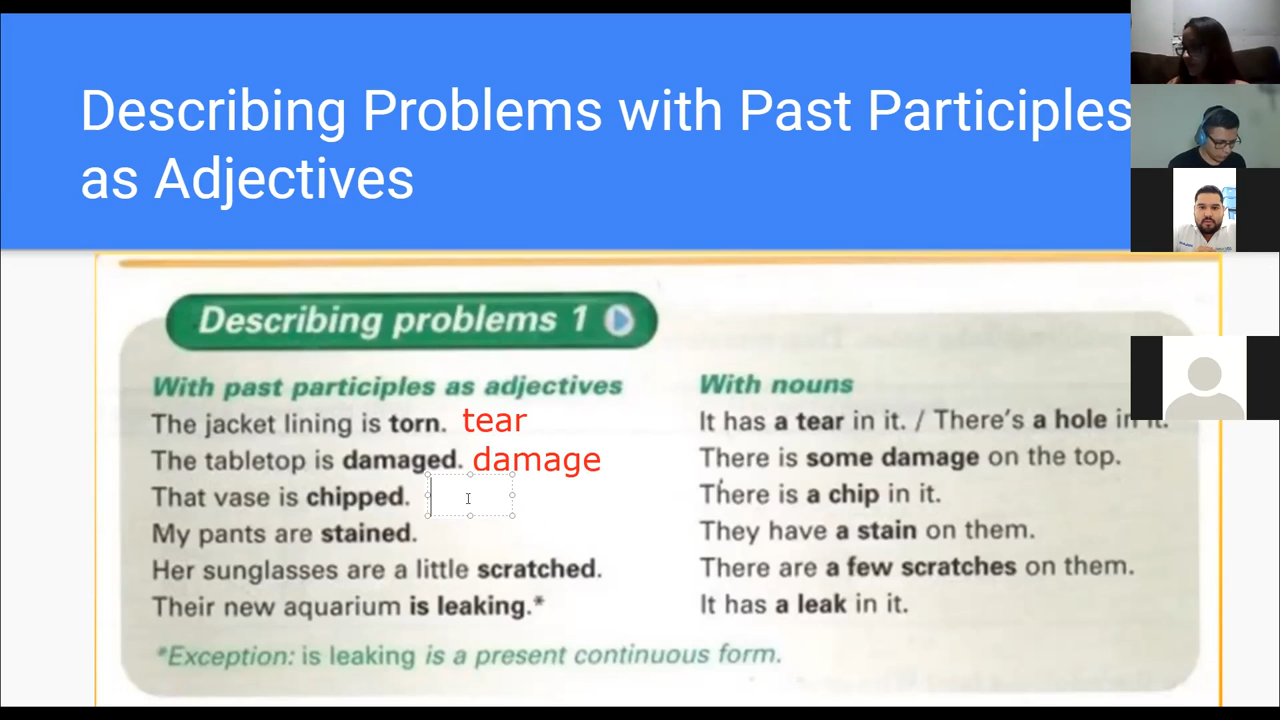 Describing Problems with Past Participles
as Adjectives
Describing problems 1
With past participles as adjectives
The jacket lining is torn. tear
The tabletop is damaged. damage
That vase is chipped.
My pants are stained.
Her sunglasses are a little scratched.
Their new aquarium is leaking.*
With nouns
It has a tear in it. / There's a hole in it.
There is some damage on the top.
There is a chip in it.
They have a stain on them.
There are a few scratches on them.
It has a leak in it.
*Exception: is leaking is a present continuous form.